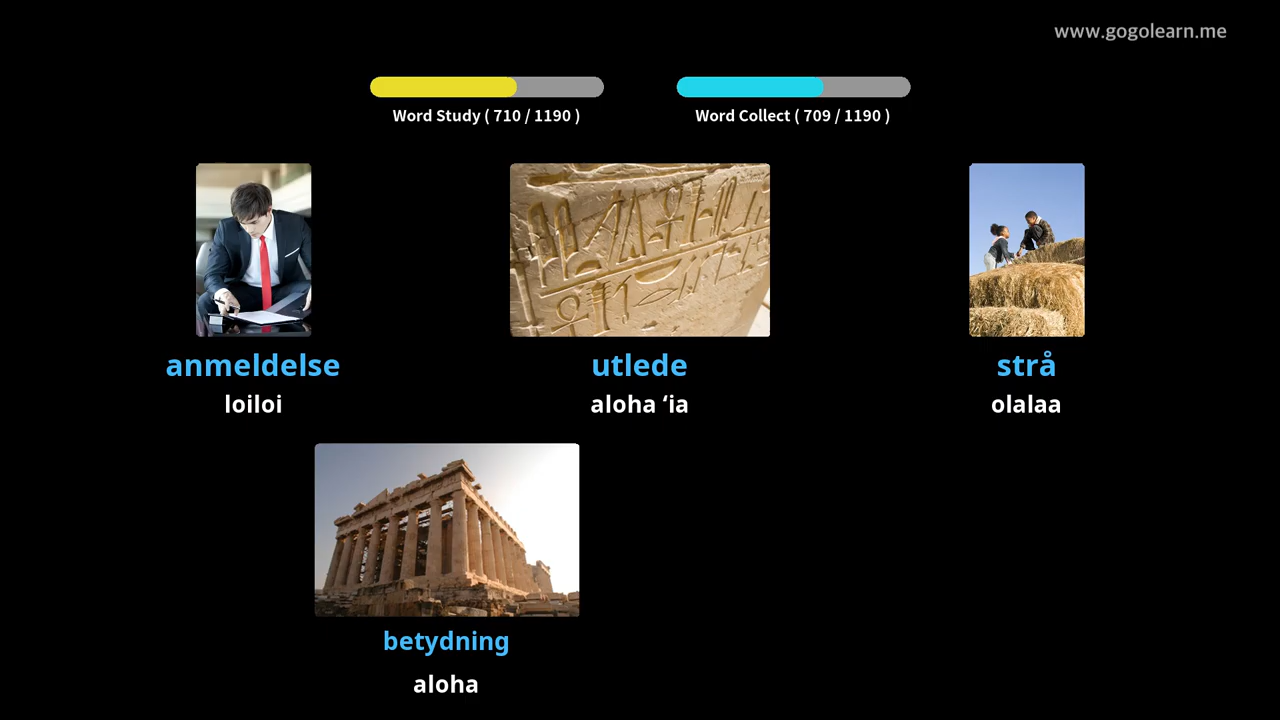 www.gogolearn.me
Word Study ( 710 / 1190 )
Word Collect ( 709 / 1190 )
anmeldelse
loiloi
utlede
aloha ‘ia
strå
olalaa
betydning
aloha